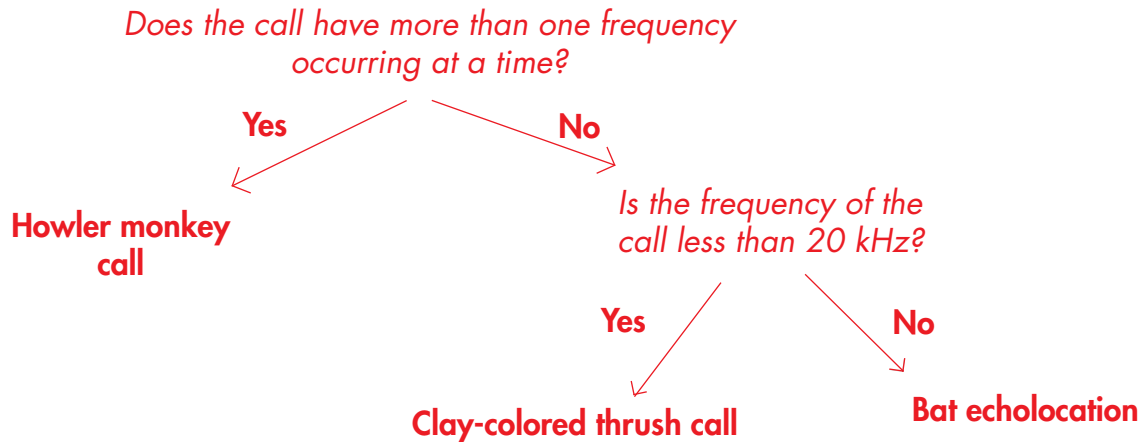 Does the call have more than one frequency
occurring at a time?
Yes
No
Howler monkey
call
Is the frequency of the
call less than 20 kHz?
Yes
No
Clay-colored thrush call
Bat echolocation